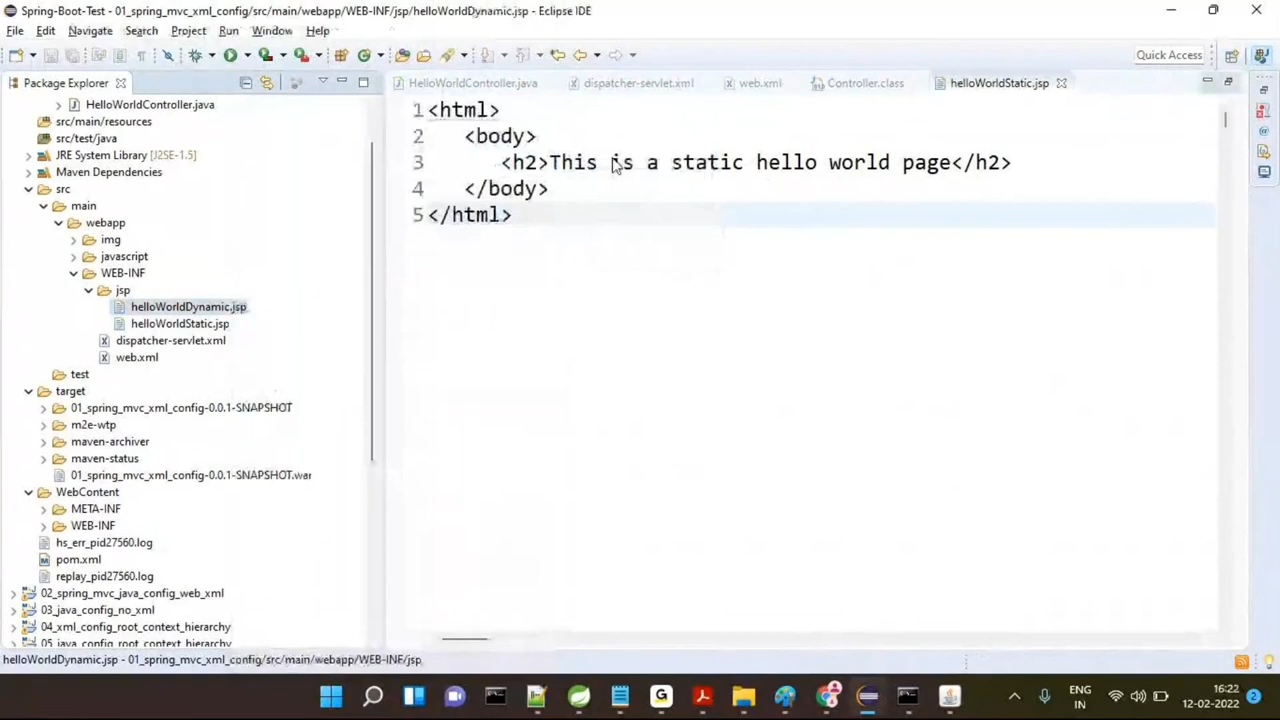 Spring-Boot-Test - 01_spring_mvc_xml_config/src/main/webapp/WEB-INF/jsp/helloWorldDynamic.jsp - Eclipse IDE
File Edit Navigate Search Project Run Window Help
Quick Access
Package Explorer
HelloWorldController.java dispatcher-servlet.xml web.xml Controller.class helloWorldStatic.jsp
HelloWorldController.java
src/main/resources
src/test/java
JRE System Library [J2SE-1.5]
Maven Dependencies
src
main
webapp
img
javascript
WEB-INF
jsp
helloWorldDynamic.jsp
helloWorldStatic.jsp
dispatcher-servlet.xml
web.xml
test
target
01_spring_mvc_xml_config-0.0.1-SNAPSHOT
m2e-wtp
maven-archiver
maven-status
01_spring_mvc_xml_config-0.0.1-SNAPSHOT.war
WebContent
META-INF
WEB-INF
hs_err_pid27560.log
pom.xml
replay_pid27560.log
02_spring_mvc_java_config_web_xml
03_java_config_no_xml
04_xml_config_root_context_hierarchy
05_java_config_root_context_hierarchy
1 <html>
2 <body>
3 <h2>This is a static hello world page</h2>
4 </body>
5 </html>
helloWorldDynamic.jsp - 01_spring_mvc_xml_config/src/main/webapp/WEB-INF/jsp
ENG
IN
16:22
12-02-2022
2